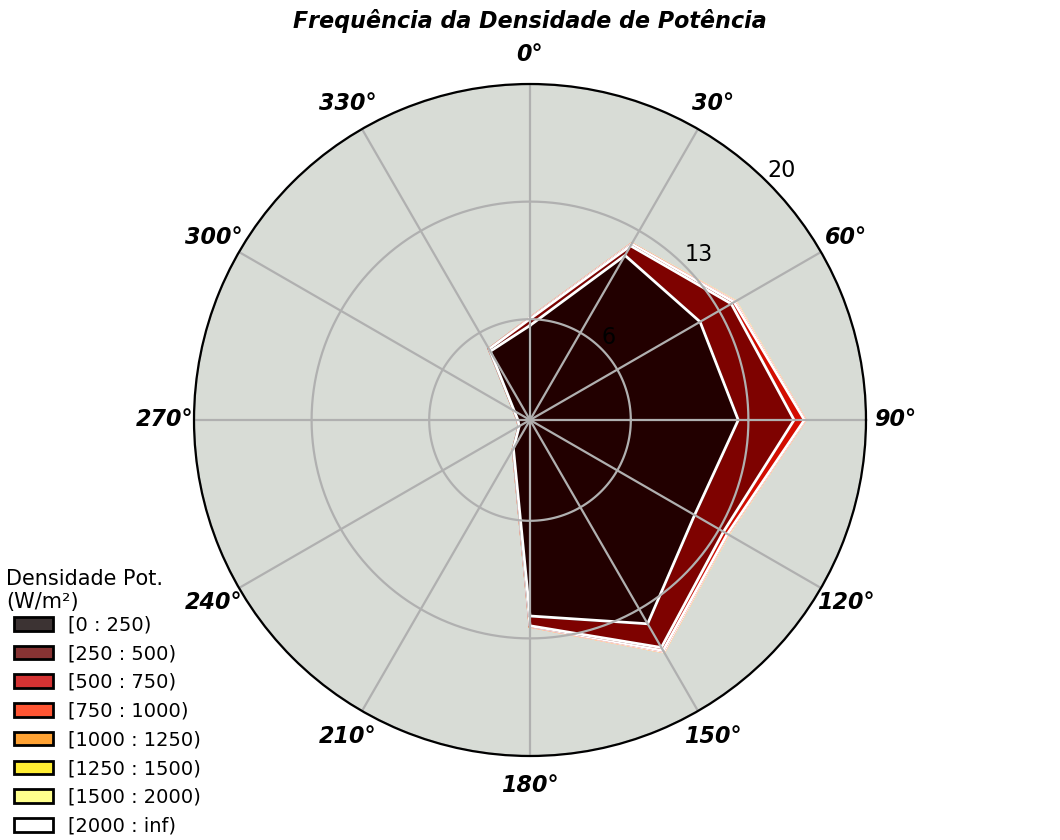 Frequência da Densidade de Potência
0°
330°
30°
20
300°
60°
13
6
270°
90°
240°
120°
210°
150°
180°
Densidade Pot.
(W/m²)
[0 : 250)
[250 : 500)
[500 : 750)
[750 : 1000)
[1000 : 1250)
[1250 : 1500)
[1500 : 2000)
[2000 : inf)